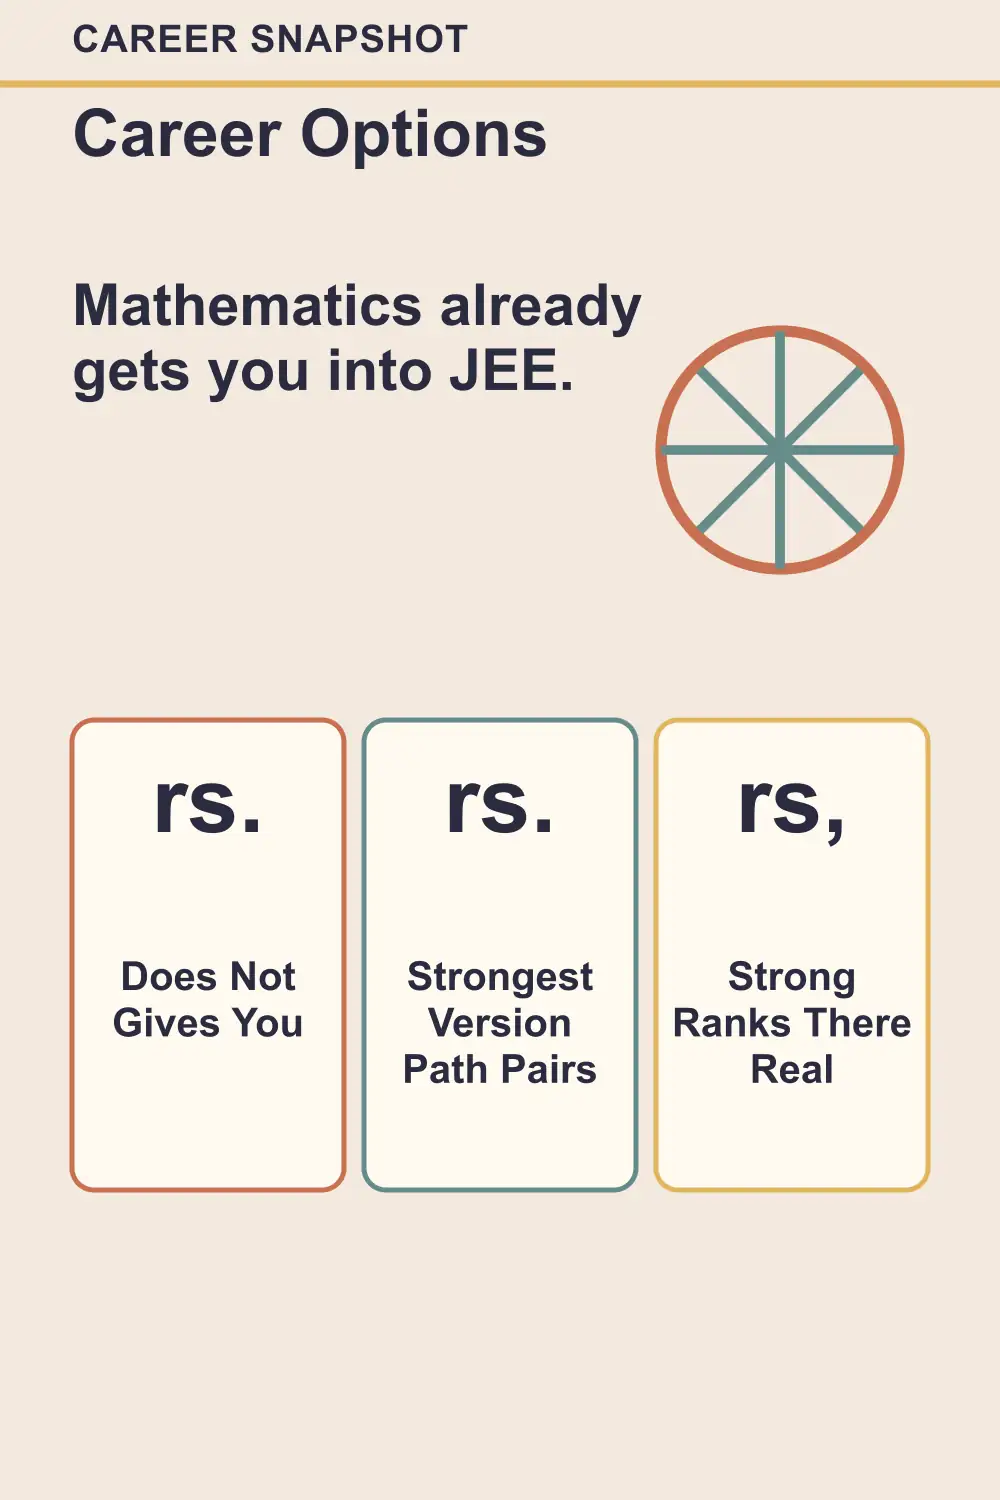 CAREER SNAPSHOT
Career Options
Mathematics already
gets you into JEE.
rs.
Does Not
Gives You
rs.
Strongest
Version
Path Pairs
rs,
Strong
Ranks There
Real